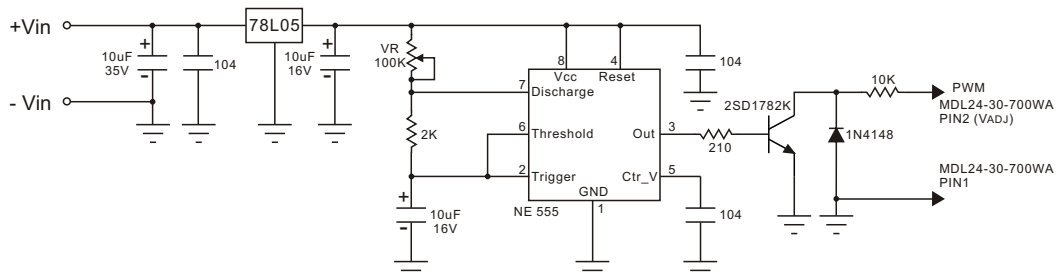 +Vin
78L05
+
10uF
35V
-
104
+
10uF
16V
-
VR
100K
8
4
Vcc
Reset
104
7
Discharge
2K
6
Threshold
2
Trigger
Out
3
210
2SD1782K
10K
PWM
MDL24-30-700WA
PIN2 (VADJ)
1N4148
Ctr_V
5
GND
1
NE 555
+
10uF
16V
-
104
MDL24-30-700WA
PIN1
- Vin